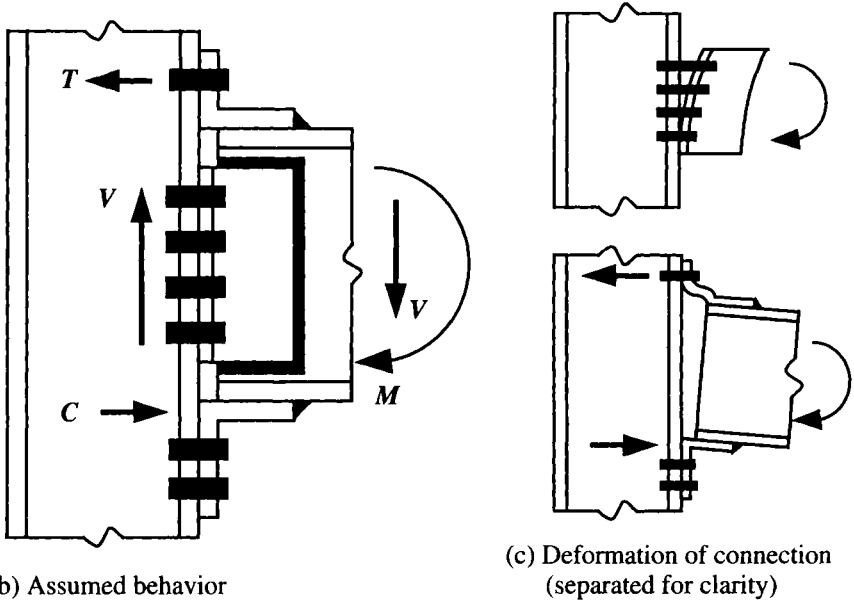 T
V
V
M
C
b) Assumed behavior
(c) Deformation of connection
(separated for clarity)